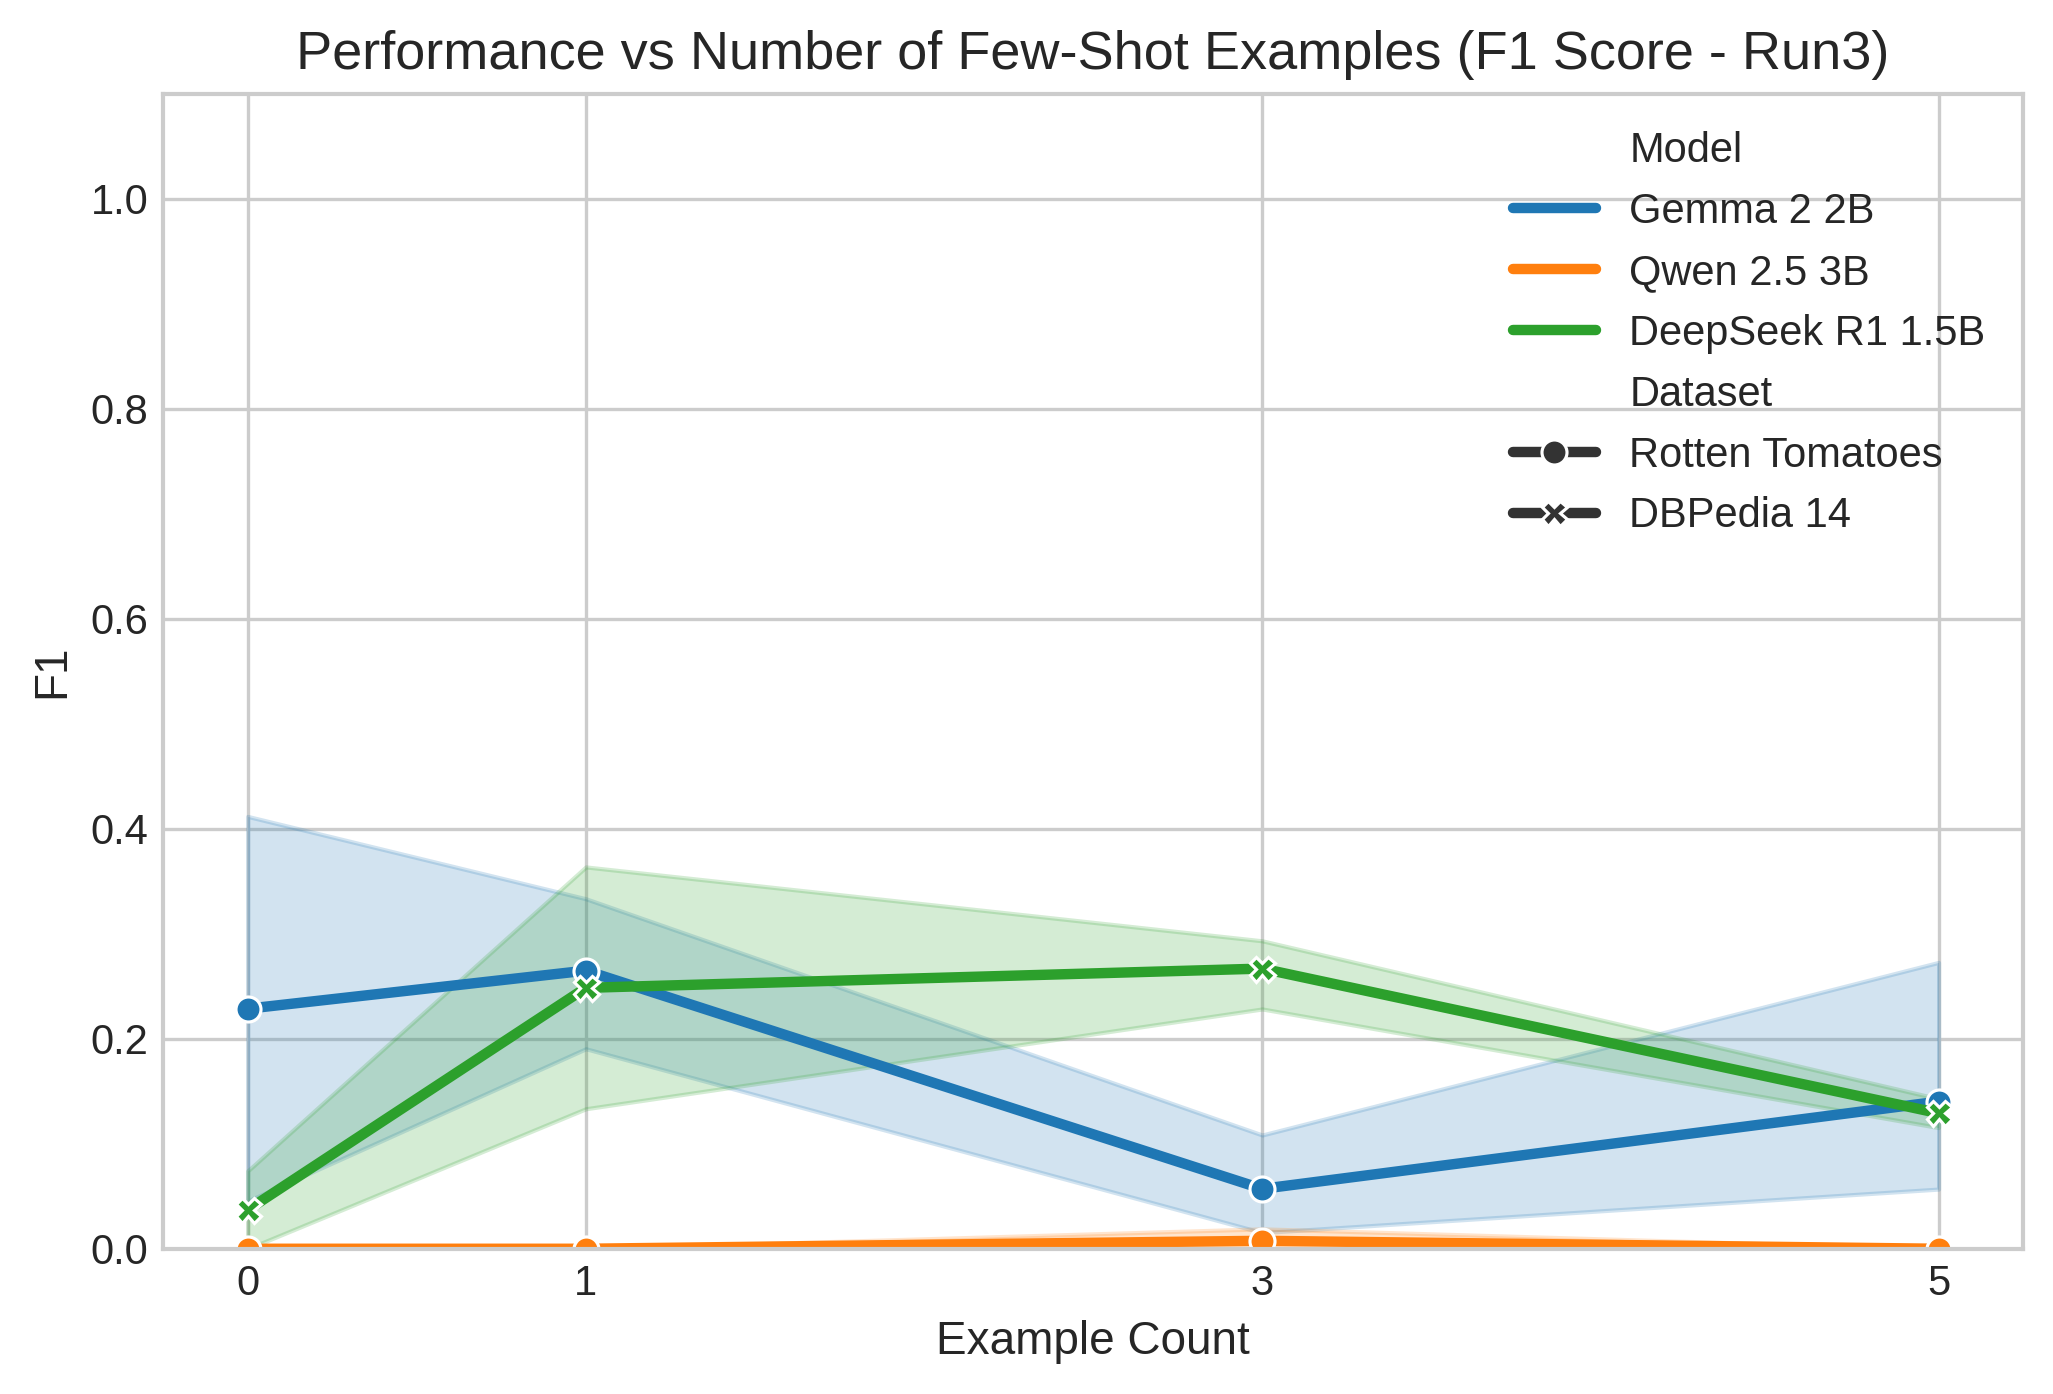 Performance vs Number of Few-Shot Examples (F1 Score - Run3)
Model
Gemma 2 2B
Qwen 2.5 3B
DeepSeek R1 1.5B
Dataset
Rotten Tomatoes
DBPedia 14
F1
1.0
0.8
0.6
0.4
0.2
0.0
0 1 3 5
Example Count